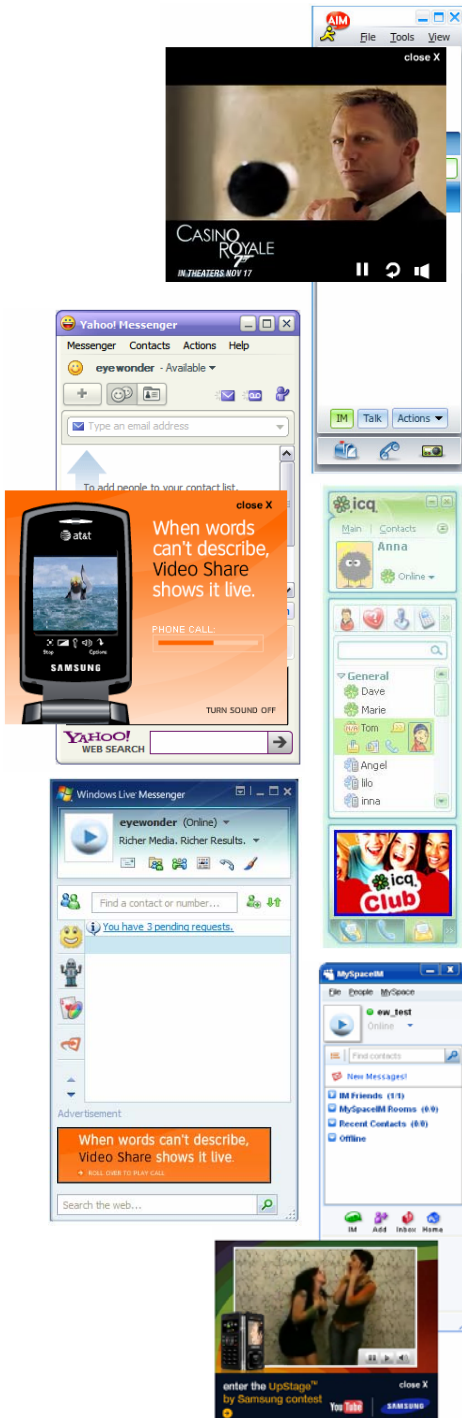 AIM
File Tools View
close X
CASINO
ROYALE
007
IN THEATERS NOV 17
IM Talk Actions
Yahoo! Messenger
Messenger Contacts Actions Help
eyewonder - Available
Type an email address
To add people to your contact list,
close X
at&t
When words
can't describe,
Video Share
shows it live.
PHONE CALL:
Stop Options
SAMSUNG
TURN SOUND OFF
YAHOO!
WEB SEARCH
icq
Main | Contacts
Anna
Online
General
Dave
Marie
Tom
Angel
lilo
inna
icq
Club
Windows Live Messenger
eyewonder (Online)
Richer Media. Richer Results.
Find a contact or number...
You have 3 pending requests.
Advertisement
When words can't describe,
Video Share shows it live.
ROLL OVER TO PLAY CALL
Search the web...
MySpaceIM
File People MySpace
ew_test
Online
Find contacts
New Messages!
IM Friends (1/1)
MySpaceIM Rooms (0/0)
Recent Contacts (0/0)
Offline
IM Add Inbox Home
enter the UpStage™
by Samsung contest
close X
YouTube
SAMSUNG